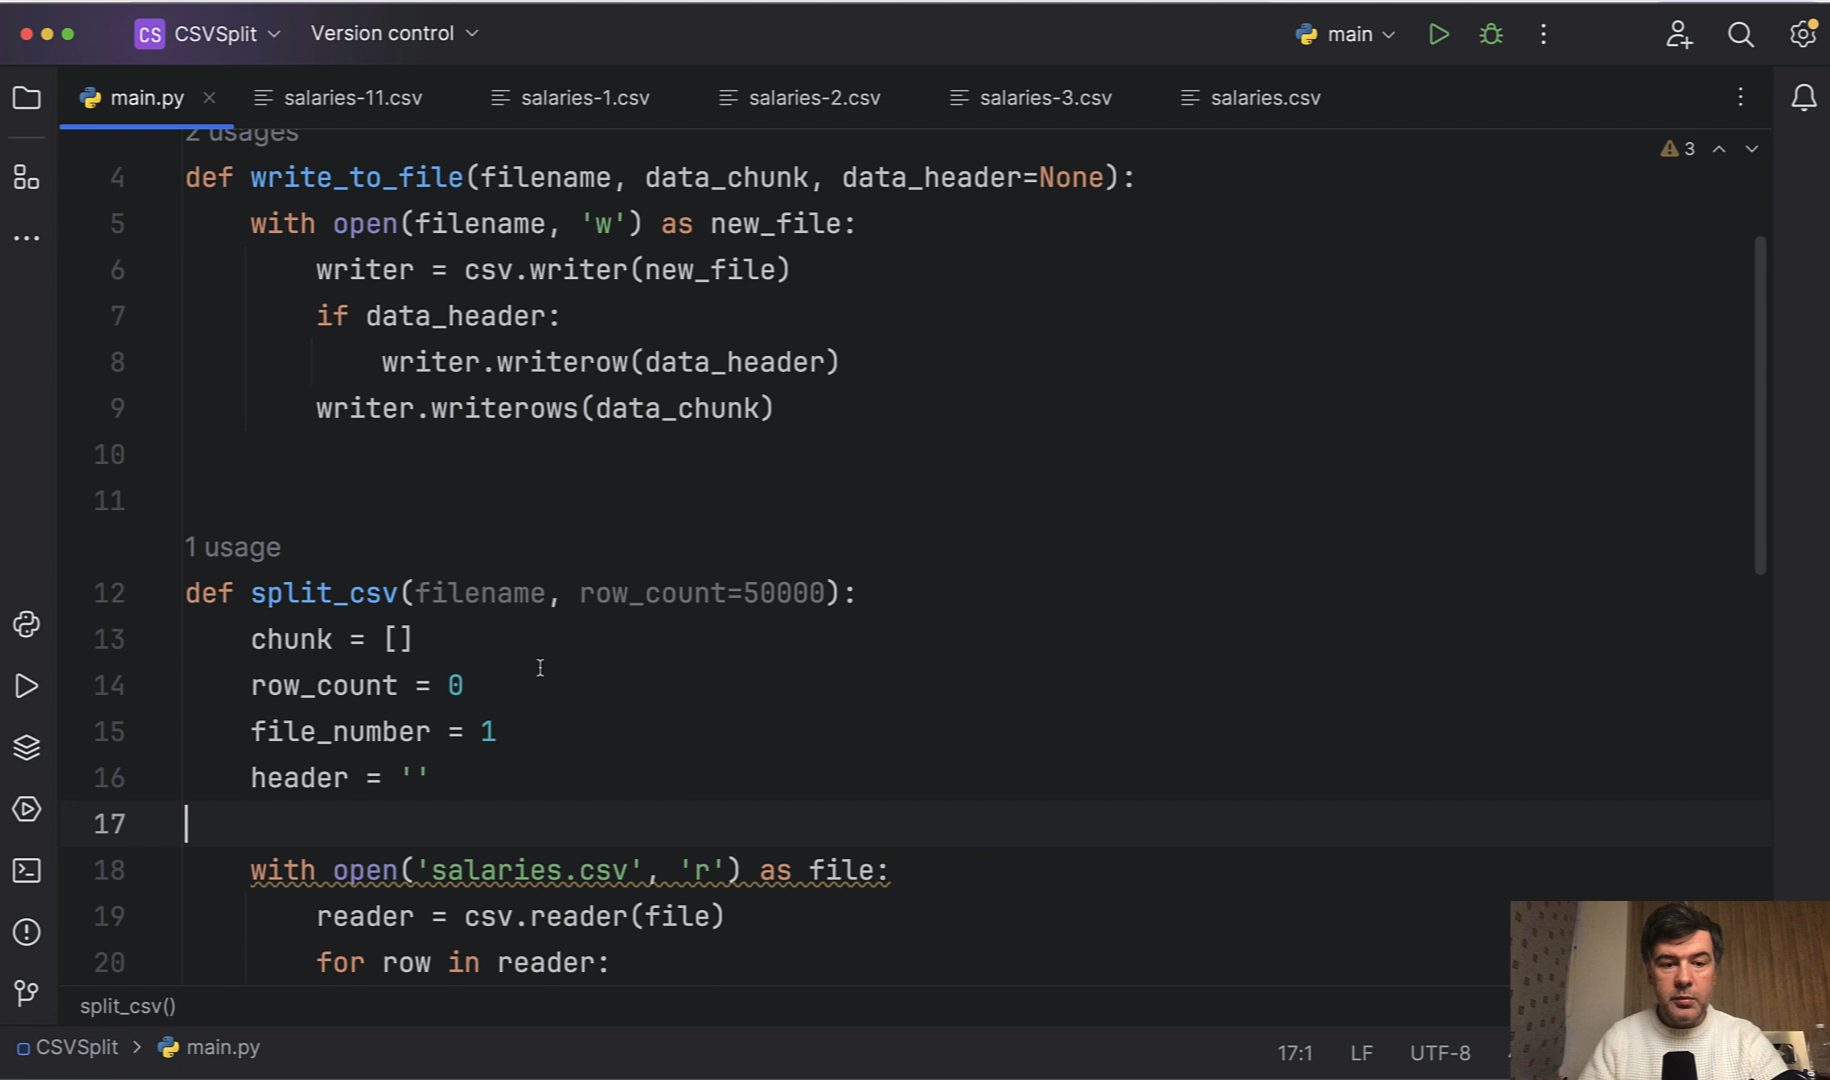 CS CSVSplit Version control main
main.py salaries-11.csv salaries-1.csv salaries-2.csv salaries-3.csv salaries.csv
2 usages
3
4 def write_to_file(filename, data_chunk, data_header=None):
5 with open(filename, 'w') as new_file:
6 writer = csv.writer(new_file)
7 if data_header:
8 writer.writerow(data_header)
9 writer.writerows(data_chunk)
10
11
1 usage
12 def split_csv(filename, row_count=50000):
13 chunk = []
14 row_count = 0
15 file_number = 1
16 header = ''
17
18 with open('salaries.csv', 'r') as file:
19 reader = csv.reader(file)
20 for row in reader:
split_csv()
CSVSplit > main.py 17:1 LF UTF-8